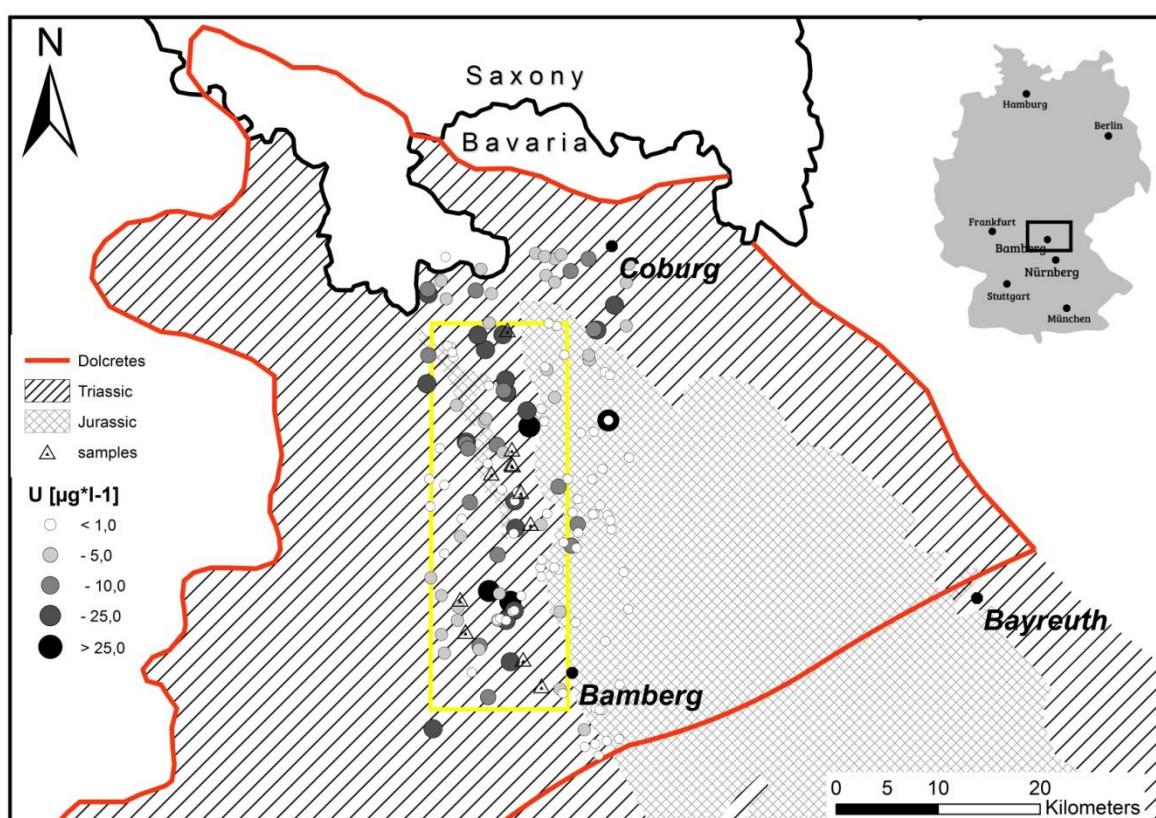 N
Saxony
Bavaria
Hamburg
Berlin
Frankfurt
Bamberg
Nürnberg
Stuttgart
München
Coburg
Dolcretes
Triassic
Jurassic
samples
U [µg*l-1]
< 1,0
- 5,0
- 10,0
- 25,0
> 25,0
Bayreuth
Bamberg
0 5 10 20
Kilometers